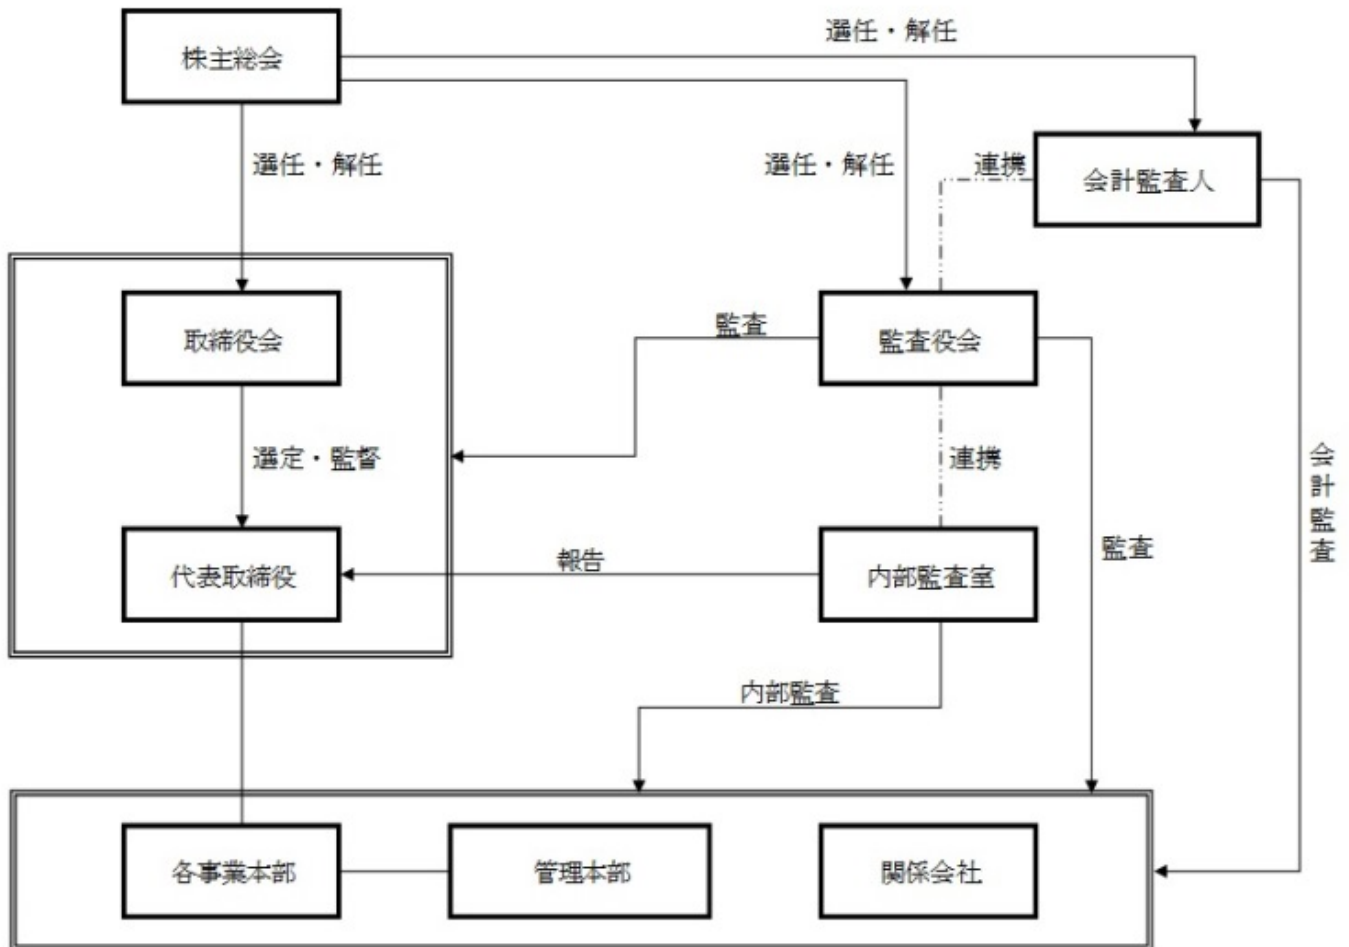 株主総会
選任・解任
選任・解任
選任・解任
連携
会計監査人
取締役会
監査
監査役会
選定・監督
連携
会計監査
代表取締役
報告
内部監査室
監査
内部監査
各事業本部
管理本部
関係会社